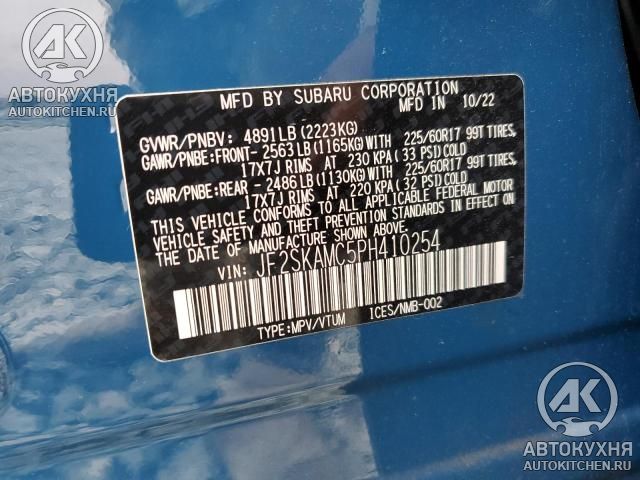 АВТОКУХНЯ
AUTOKITCHEN.RU
MFD BY SUBARU CORPORATION
MFD IN 10/22
GVWR/PNBV: 4891LB(2223KG)
GAWR/PNBE:FRONT- 2563LB(1165KG)WITH 225/60R17 99T TIRES,
17X7J RIMS AT 230 KPA(33 PSI)COLD
GAWR/PNBE:REAR - 2486LB(1130KG)WITH 225/60R17 99T TIRES,
17X7J RIMS AT 220 KPA(32 PSI)COLD
THIS VEHICLE CONFORMS TO ALL APPLICABLE FEDERAL MOTOR
VEHICLE SAFETY AND THEFT PREVENTION STANDARDS IN EFFECT
ON THE DATE OF MANUFACTURE SHOWN ABOVE.
VIN: JF2SKAMC5PH410254
TYPE:MPV/VTUM ICES/NMB-002
АК
АВТОКУХНЯ
AUTOKITCHEN.RU